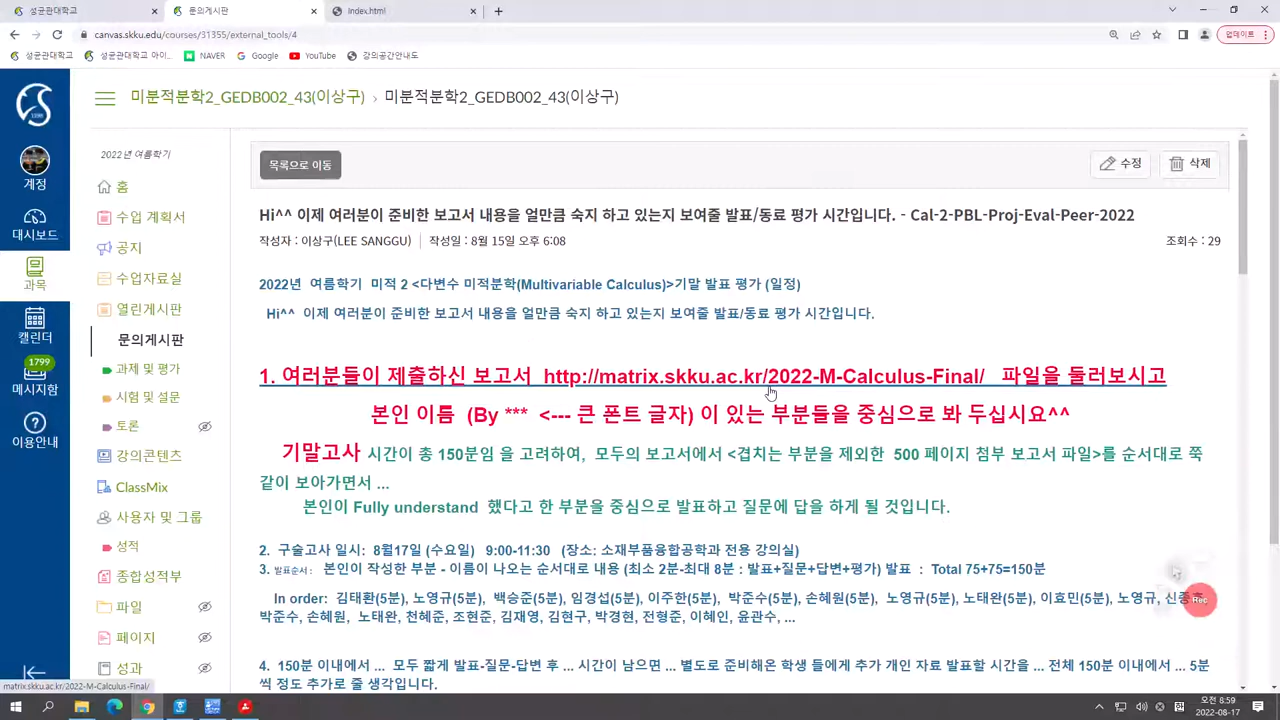 성균관대학교
문의게시판
Index.html
canvas.skku.edu/courses/31355/external_tools/4
업데이트
성균관대학교
성균관대학교 아이...
NAVER
Google
YouTube
강의공간안내도
미분적분학2_GEDB002_43(이상구) › 미분적분학2_GEDB002_43(이상구)
계정
대시보드
과목
캘린더
1799
메시지함
이용안내
2022년 여름학기
홈
수업 계획서
공지
수업자료실
열린게시판
문의게시판
과제 및 평가
시험 및 설문
토론
강의콘텐츠
ClassMix
사용자 및 그룹
성적
종합성적부
파일
페이지
성과
목록으로 이동
수정
삭제
Hi^^ 이제 여러분이 준비한 보고서 내용을 얼만큼 숙지 하고 있는지 보여줄 발표/동료 평가 시간입니다. - Cal-2-PBL-Proj-Eval-Peer-2022
작성자 : 이상구(LEE SANGGU)
작성일 : 8월 15일 오후 6:08
조회수 : 29
2022년 여름학기 미적 2 <다변수 미적분학(Multivariable Calculus)>기말 발표 평가 (일정)
Hi^^ 이제 여러분이 준비한 보고서 내용을 얼만큼 숙지 하고 있는지 보여줄 발표/동료 평가 시간입니다.
1. 여러분들이 제출하신 보고서 http://matrix.skku.ac.kr/2022-M-Calculus-Final/ 파일을 둘러보시고
본인 이름 (By *** <--- 큰 폰트 글자) 이 있는 부분들을 중심으로 봐 두십시요^^
기말고사 시간이 총 150분임 을 고려하여, 모두의 보고서에서 <겹치는 부분을 제외한 500 페이지 첨부 보고서 파일>를 순서대로 쭉
같이 보아가면서 ...
본인이 Fully understand 했다고 한 부분을 중심으로 발표하고 질문에 답을 하게 될 것입니다.
2. 구술고사 일시: 8월17일 (수요일) 9:00-11:30 (장소: 소재부품융합공학과 전용 강의실)
3. 발표순서 : 본인이 작성한 부분 - 이름이 나오는 순서대로 내용 (최소 2분-최대 8분 : 발표+질문+답변+평가) 발표 : Total 75+75=150분
In order: 김태환(5분), 노영규(5분), 백승준(5분), 임경섭(5분), 이주한(5분), 박준수(5분), 손혜원(5분), 노영규(5분), 노태완(5분), 이효민(5분), 노영규,
Rec
박준수, 손혜원, 노태완, 천혜준, 조현준, 김재영, 김현구, 박경현, 전형준, 이혜인, 윤관수, ...
4. 150분 이내에서 ... 모두 짧게 발표-질문-답변 후 ... 시간이 남으면 ... 별도로 준비해온 학생 들에게 추가 개인 자료 발표할 시간을 ... 전체 150분 이내에서 ... 5분
씩 정도 추가로 줄 생각입니다.
matrix.skku.ac.kr/2022-M-Calculus-Final/
오전 8:59
2022-08-17